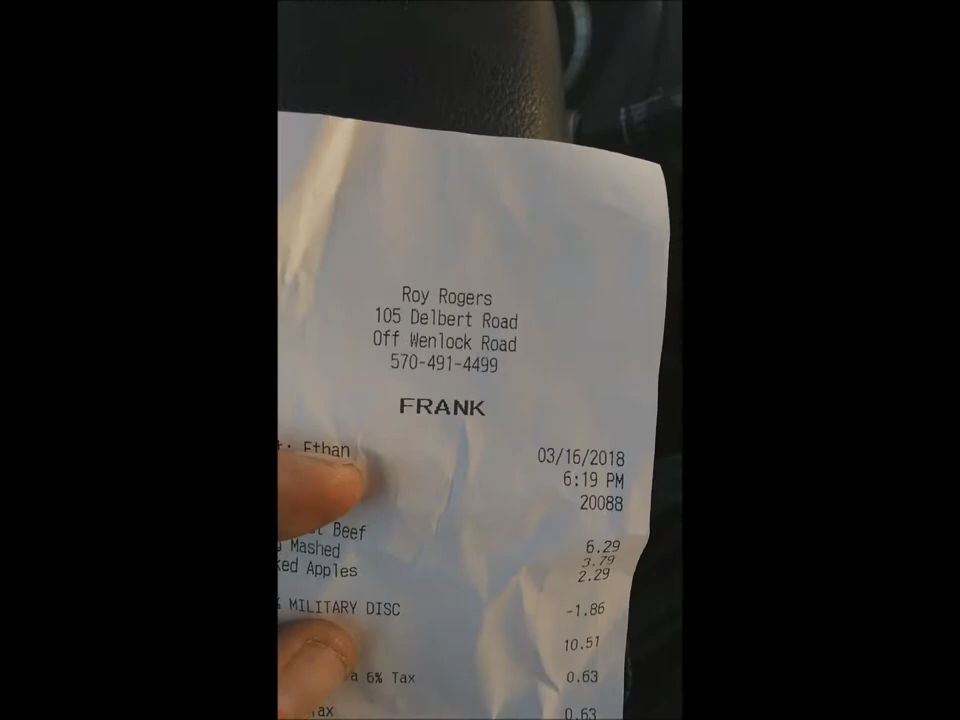 Roy Rogers
105 Delbert Road
Off Wenlock Road
570-491-4499
FRANK
Ethan
03/16/2018
6:19 PM
20088
Beef 6.29
Mashed 3.79
Apples 2.29
MILITARY DISC -1.86
10.51
6% Tax 0.63
0.63